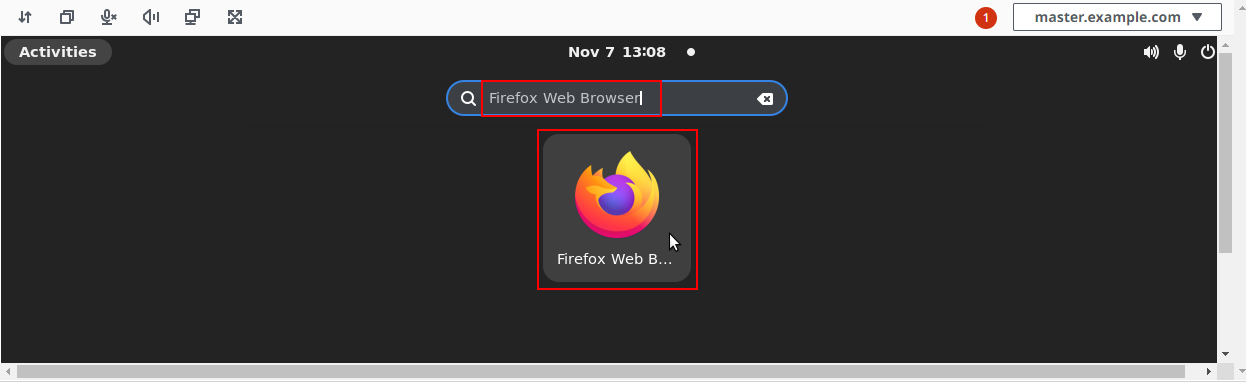 1
master.example.com
Activities
Nov 7 13:08
Firefox Web Browser
Firefox Web B...